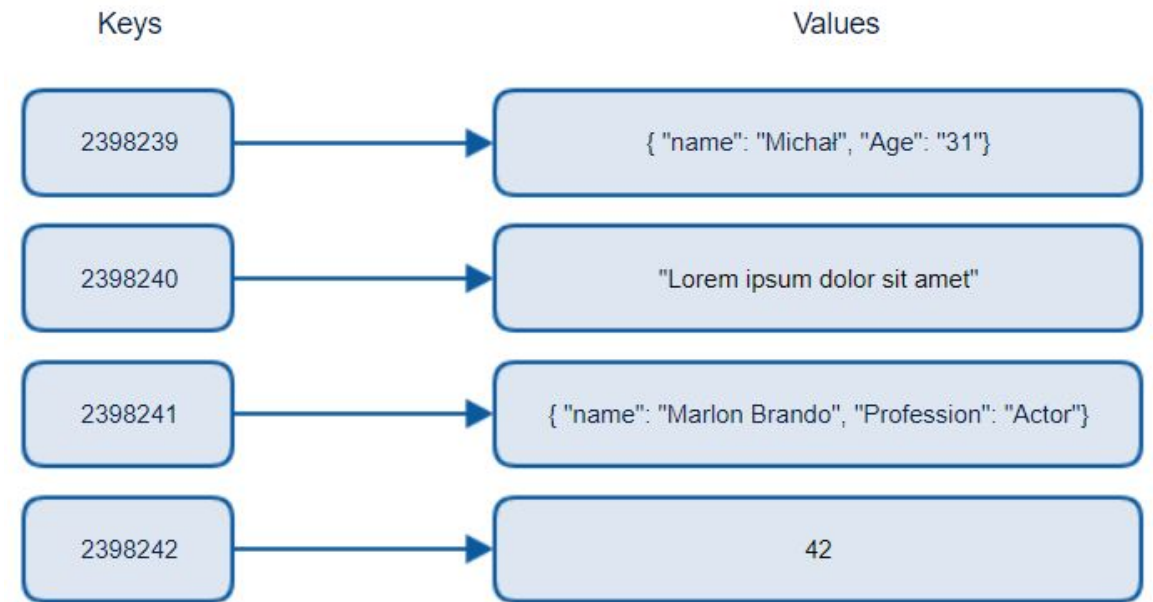 Keys Values
2398239 { "name": "Michał", "Age": "31"}
2398240 "Lorem ipsum dolor sit amet"
2398241 { "name": "Marlon Brando", "Profession": "Actor"}
2398242 42